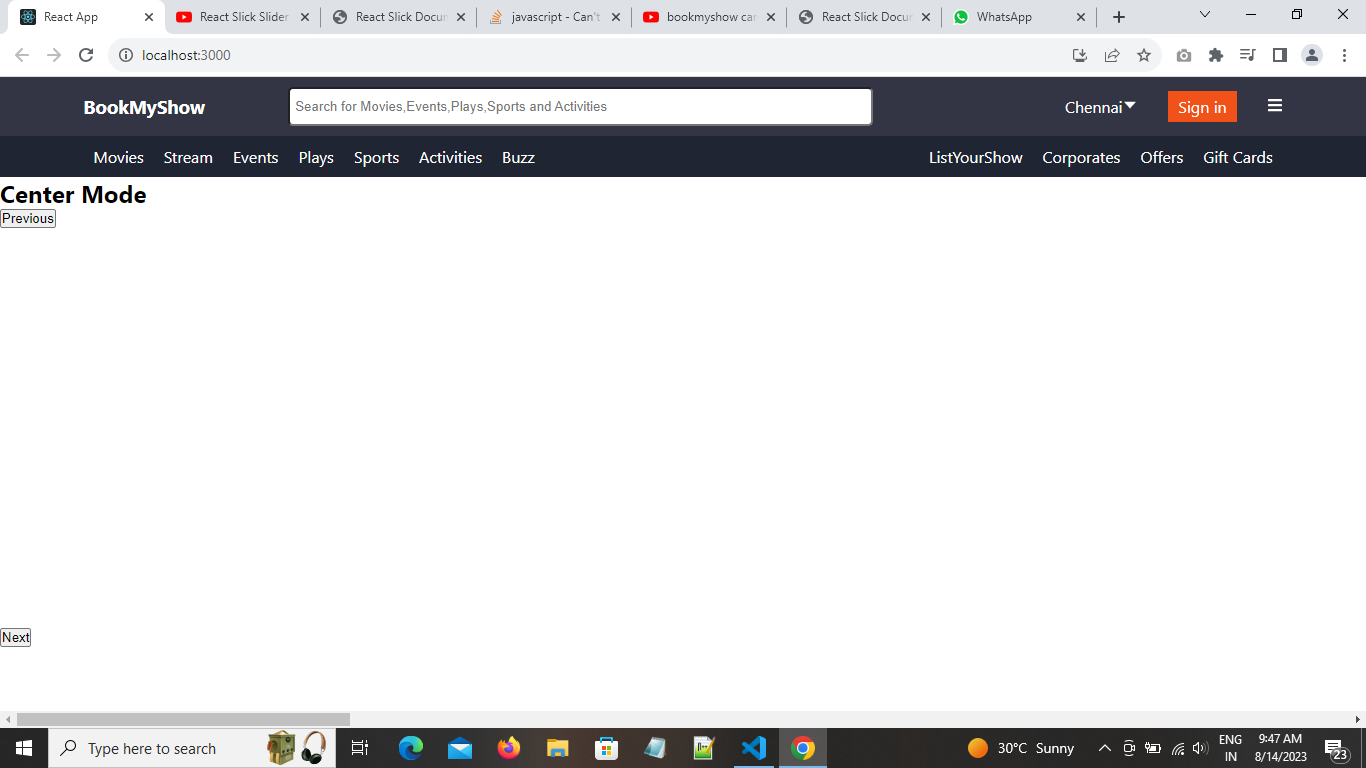 React App
React Slick Slider
React Slick Docum
javascript - Can't
bookmyshow car
React Slick Docum
WhatsApp
localhost:3000
BookMyShow
Search for Movies,Events,Plays,Sports and Activities
Chennai
Sign in
Movies Stream Events Plays Sports Activities Buzz
ListYourShow Corporates Offers Gift Cards
Center Mode
Previous
Next
Type here to search
30°C Sunny
ENG
IN
9:47 AM
8/14/2023
23